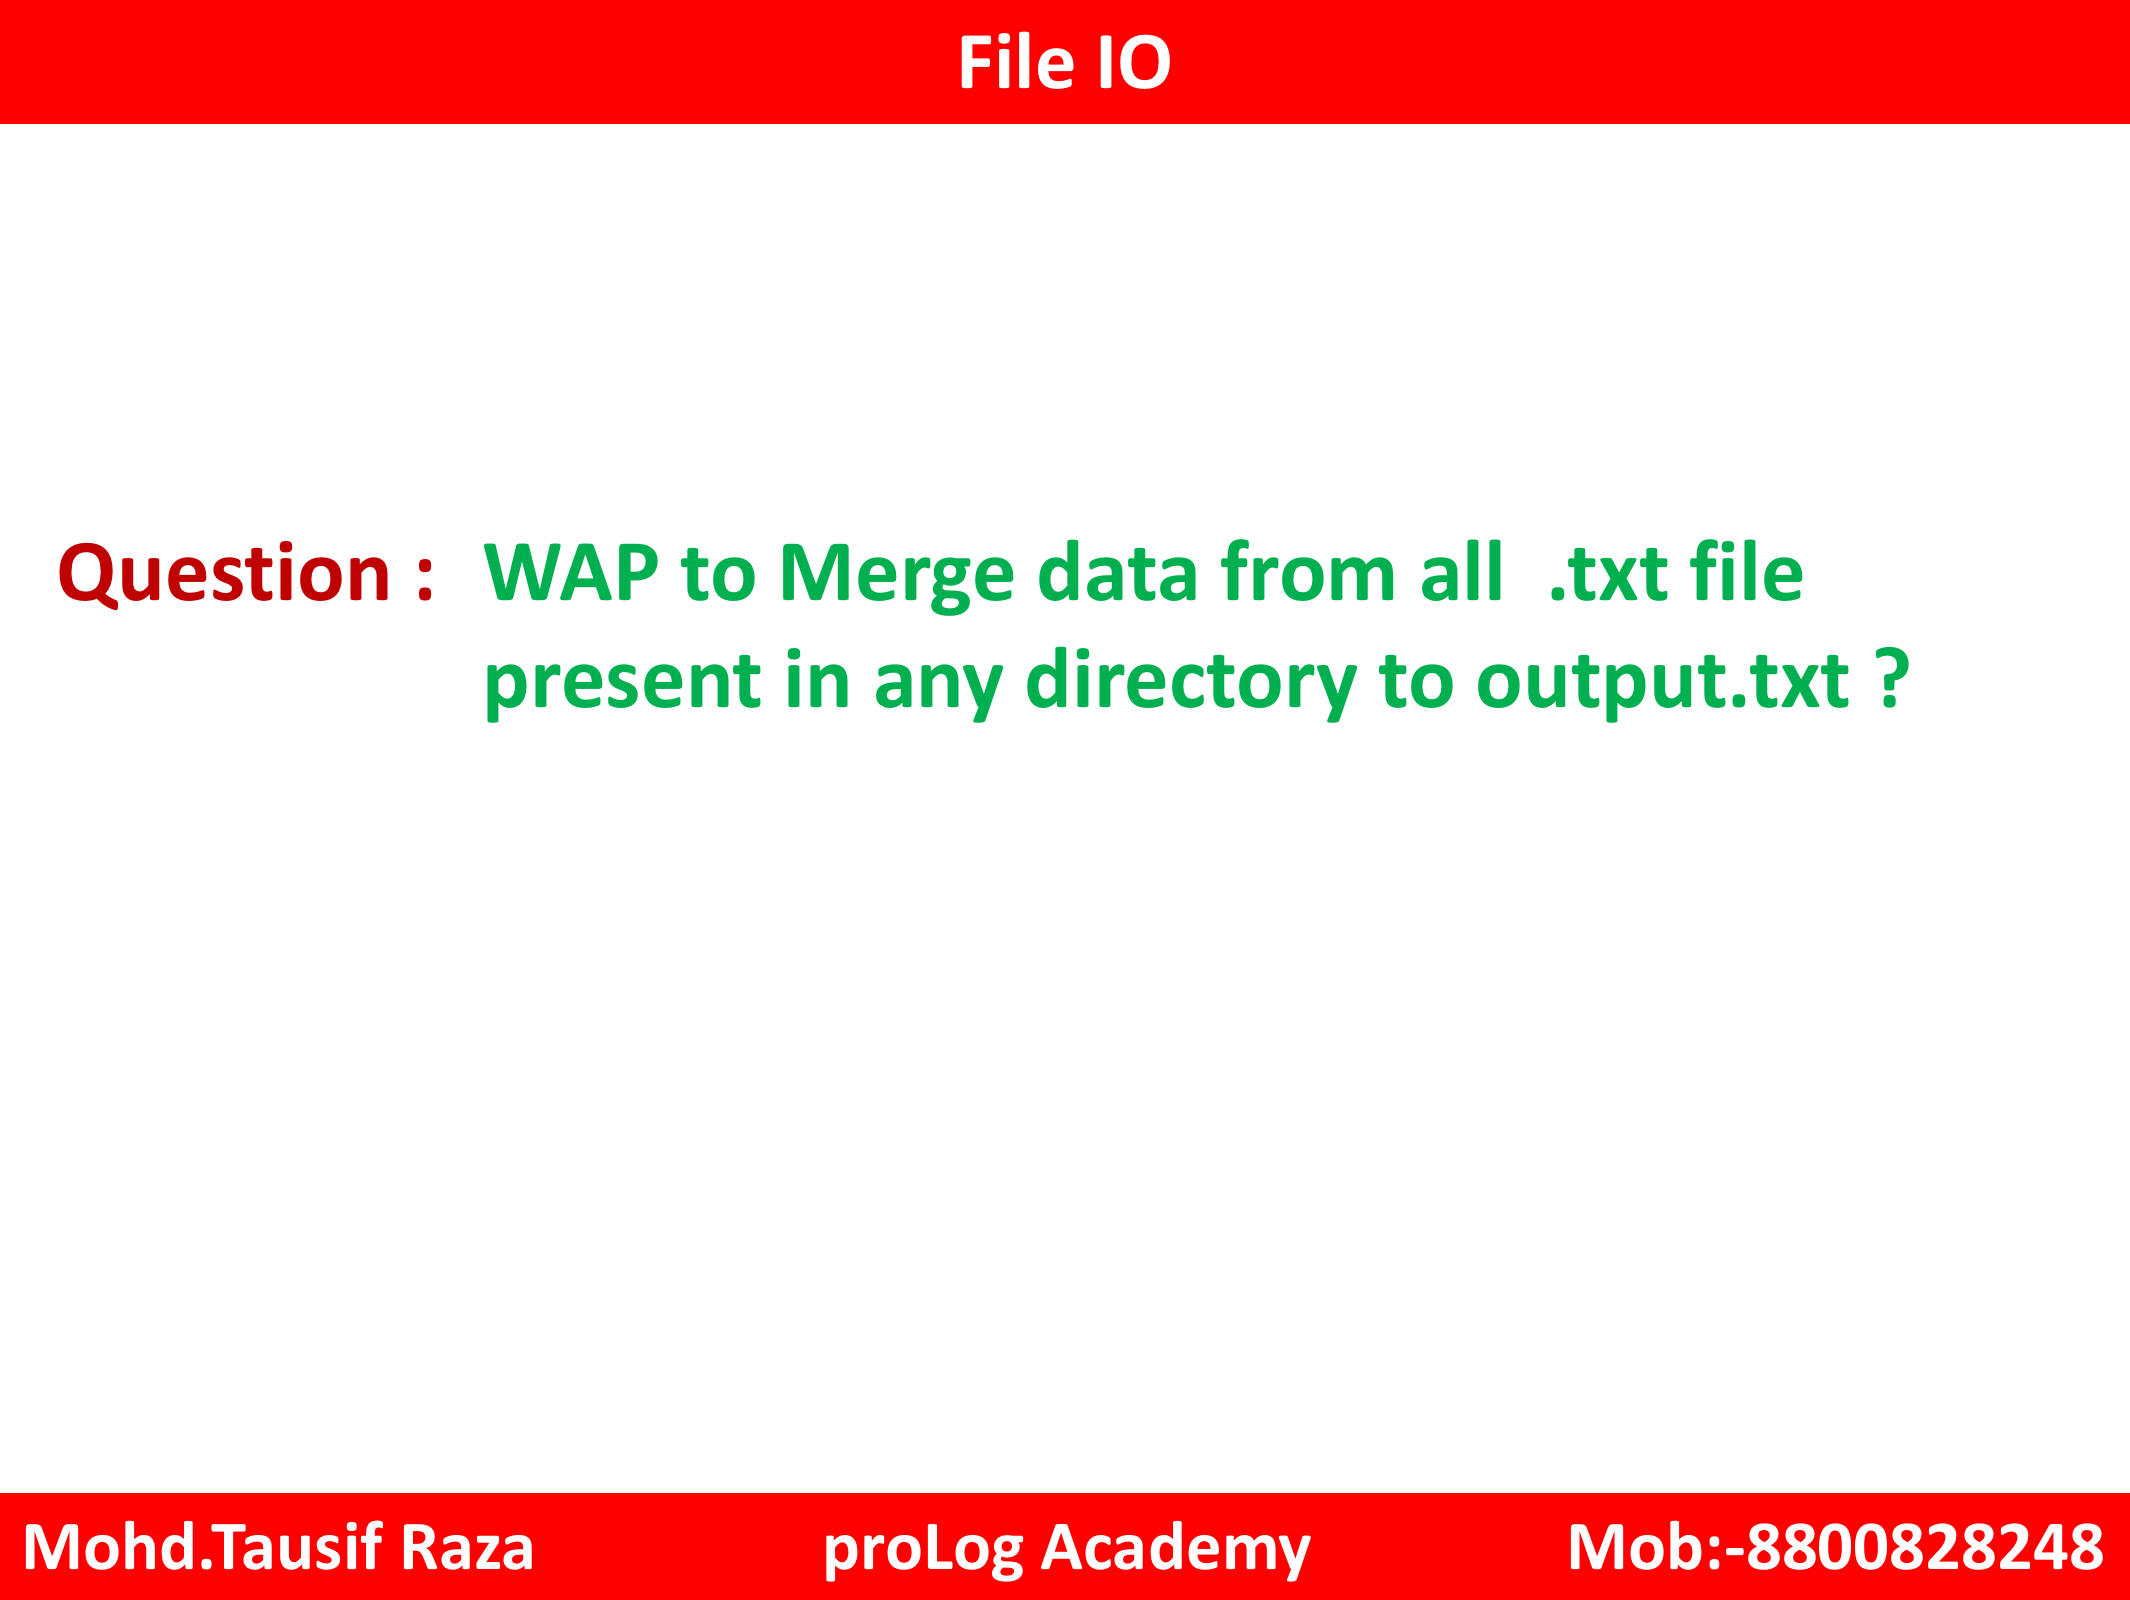 File IO
Question : WAP to Merge data from all .txt file
present in any directory to output.txt ?
Mohd.Tausif Raza proLog Academy Mob:-8800828248